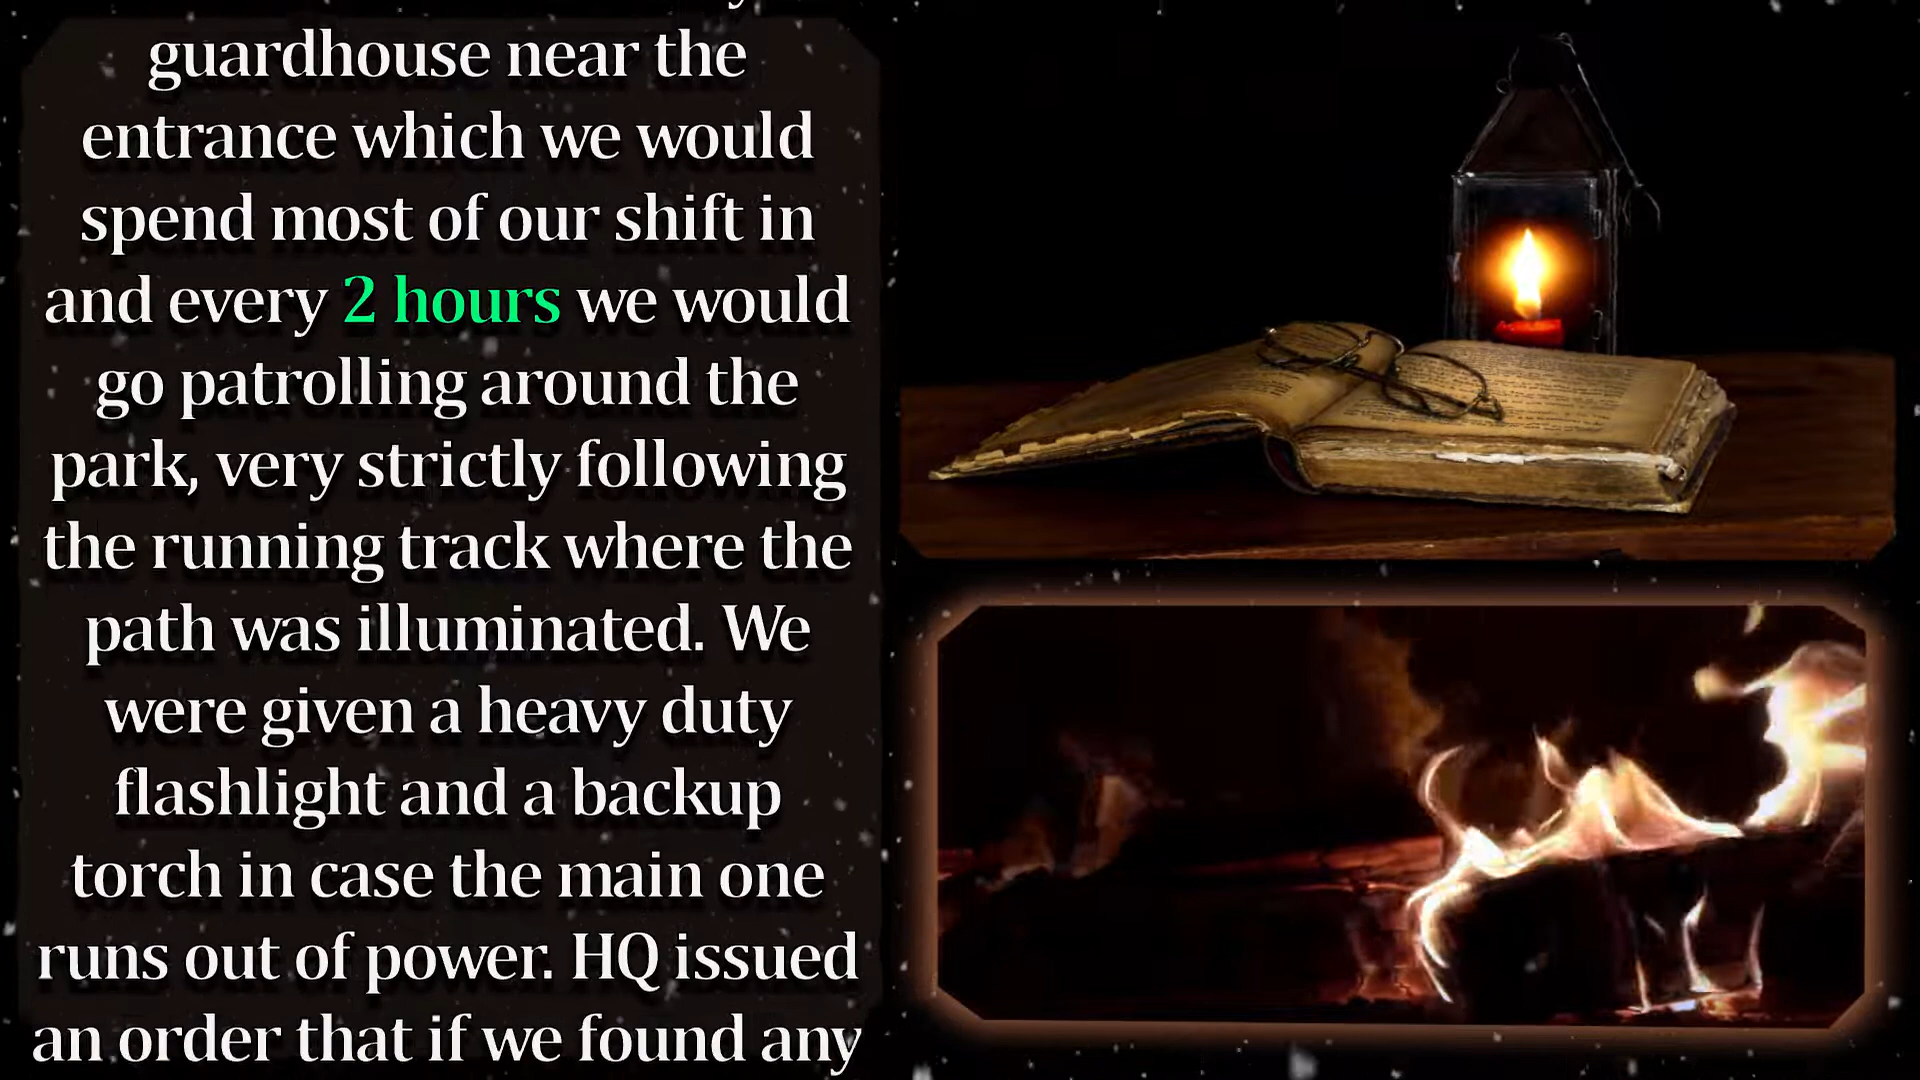 guardhouse near the
entrance which we would
spend most of our shift in
and every 2 hours we would
go patrolling around the
park, very strictly following
the running track where the
path was illuminated. We
were given a heavy duty
flashlight and a backup
torch in case the main one
runs out of power. HQ issued
an order that if we found any